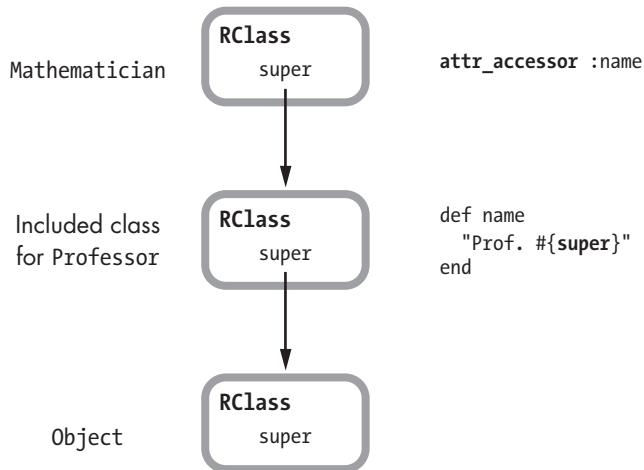 RClass
super
Mathematician
attr_accessor :name
RClass
super
Included class
for Professor
def name
"Prof. #{super}"
end
RClass
super
Object